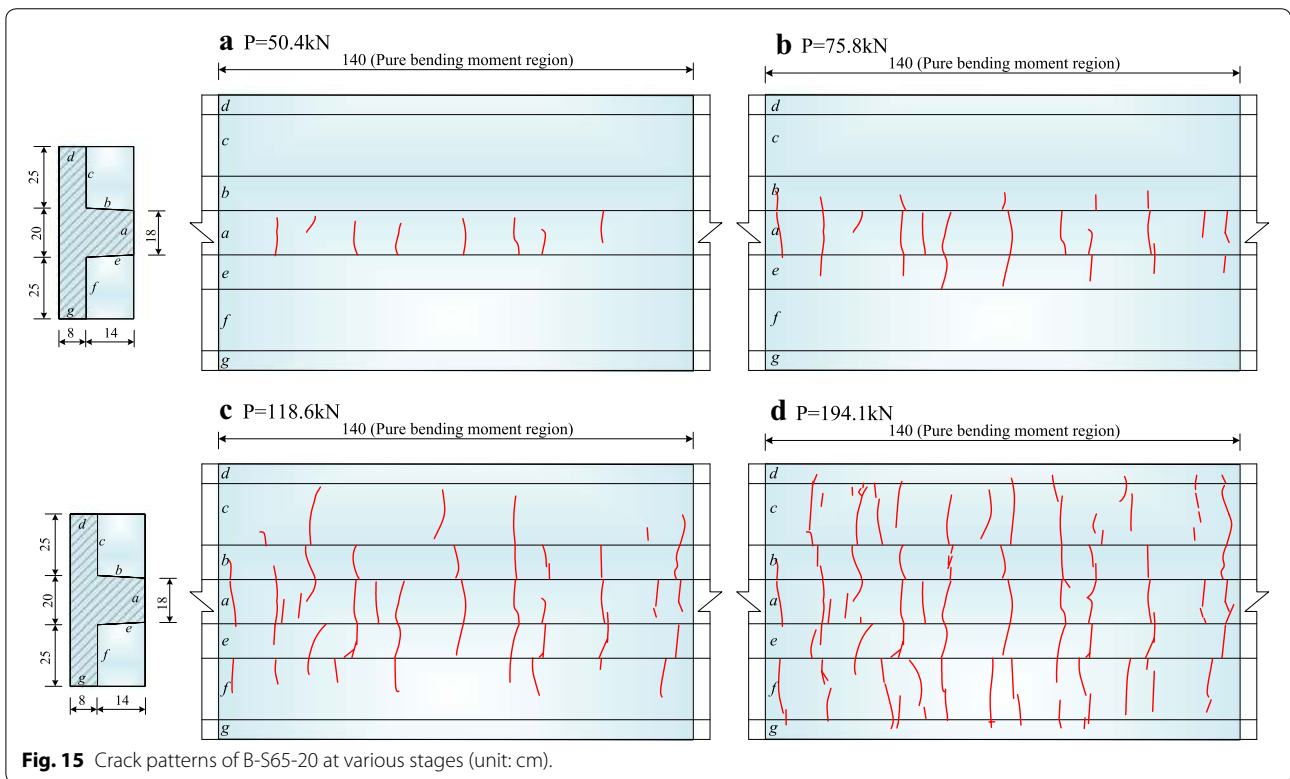 a P=50.4kN
140 (Pure bending moment region)
d
c
b
a
e
f
g
b P=75.8kN
140 (Pure bending moment region)
d
c
b
a
e
f
g
25
20
25
d
c
b
a
18
e
f
g
8
14
c P=118.6kN
140 (Pure bending moment region)
d
c
b
a
e
f
g
d P=194.1kN
140 (Pure bending moment region)
d
c
b
a
e
f
g
25
20
25
d
c
b
a
18
e
f
g
8
14
Fig. 15 Crack patterns of B-S65-20 at various stages (unit: cm).